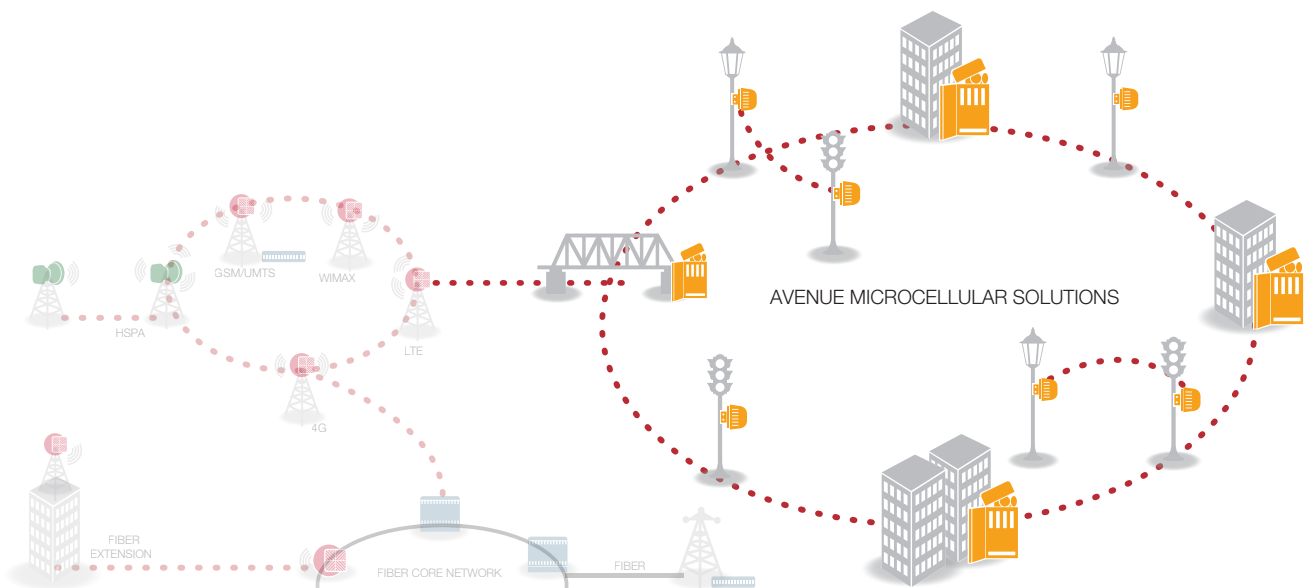 GSM/UMTS
WIMAX
AVENUE MICROCELLULAR SOLUTIONS
HSPA
LTE
4G
FIBER
EXTENSION
FIBER CORE NETWORK
FIBER